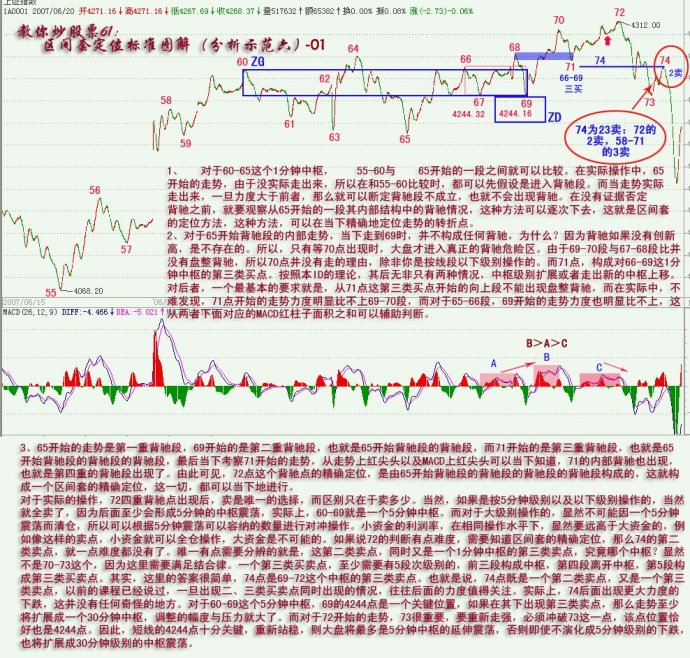 上证指数
1A0001 2007/06/20 开4271.16 高4271.16 低4267.69 收4268.37 量517632 额65382 换0.00% 振0.08% 涨(-2.73)-0.06%
教你炒股票61:
区间套定位标准图解 (分析示范六)-01
72
4312.00
70
64
68
60
ZG
66
71
74
74
62
66-69
三买
2卖
58
67
69
73
4244.32
4244.16
ZD
61
63
65
59
74为23卖:72的
2卖,58-71
的3卖
1、 对于60-65这个1分钟中枢, 55-60与 65开始的一段之间就可以比较。在实际操作中,65
开始的走势,由于没实际走出来,所以在和55-60比较时,都可以先假设是进入背驰段。而当走势实际
走出来,一旦力度大于前者,那么就可以断定背驰段不成立,也就不会出现背驰。在没有证据否定
背驰之前,就要观察从65开始的一段其内部结构中的背驰情况,这种方法可以逐次下去,这就是区间套
的定位方法,这种方法,可以在当下精确地定位走势的转折点。
2、对于65开始背驰段的内部走势,当下走到69时,并不构成任何背驰,为什么?因为背驰如果没有创新
高,是不存在的。所以,只有等70点出现时,大盘才进入真正的背驰危险区。由于69-70段与67-68段比并
没有盘整背驰,所以70点并没有走的理由,除非你是按线段以下级别操作的。而71点,构成对66-69这1分
钟中枢的第三类买点。按照本ID的理论,其后无非只有两种情况,中枢级别扩展或者走出新的中枢上移。
对后者,一个最基本的要求就是,从71点这第三类买点开始的向上段不能出现盘整背驰,而在实际中,不
难发现,71点开始的走势力度明显比不上69-70段,而对于65-66段,69开始的走势力度也明显比不上,这
从两者下面对应的MACD红柱子面积之和可以辅助判断。
56
57
55
4068.20
2007/06/15
MACD(26,12,9) DIFF:-4.466 DEA:-5.021
B>A>C
A
B
C
3、65开始的走势是第一重背驰段,69开始的是第二重背驰段,也就是65开始背驰段的背驰段,而71开始的是第三重背驰段,也就是65
开始背驰段的背驰段的背驰段,最后当下考察71开始的走势,从走势上红尖头以及MACD上红尖头可以当下知道,71的内部背驰也出现,
也就是第四重的背驰段出现了。由此可见,72点这个背驰点的精确定位,是由65开始背驰段的背驰段的背驰段的背驰段构成的,这就构
成一个区间套的精确定位,这一切,都可以当下地进行。
对于实际的操作,72四重背驰点出现后,卖是唯一的选择,而区别只在于卖多少。当然,如果是按5分钟级别以及以下级别操作的,当然
就全卖了,因为后面至少会形成5分钟的中枢震荡,实际上,60-69就是一个5分钟中枢。而对于大级别操作的,显然不可能因一个5分钟
震荡而清仓,所以可以根据5分钟震荡可以容纳的数量进行对冲操作。小资金的利润率,在相同操作水平下,显然要远高于大资金的,例
如像这样的卖点,小资金就可以全仓操作,大资金是不可能的。如果说72的判断有点难度,需要知道区间套的精确定位,那么74的第二
类卖点,就一点难度都没有了。唯一有点需要分辨的就是,这第二类卖点,同时又是一个1分钟中枢的第三类卖点,究竟哪个中枢?显然
不是70-73这个,因为这里需要满足结合律。一个第三类买卖点,至少需要有5段次级别的,前三段构成中枢,第四段离开中枢,第5段构
成第三类买卖点。其实,这里的答案很简单,74点是69-72这个中枢的第三类卖点。也就是说,74点既是一个第二类卖点,又是一个第三
类卖点,以前的课程已经说过,一旦出现二、三类买卖点同时出现的情况,往往后面的力度值得关注。实际上,74后面出现更大力度的
下跌,这并没有任何奇怪的地方。对于60-69这个5分钟中枢,69的4244点是一个关键位置,如果在其下出现第三类卖点,那么走势至少
将扩展成一个30分钟中枢,调整的幅度与压力就大了。而对于72开始的走势,73很重要,要重新走强,必须冲破73这一点,该点位置恰
好也是4244点。因此,短线的4244点十分关键,重新站稳,则大盘将最多是5分钟中枢的延伸震荡,否则即使不演化成5分钟级别的下跌,
也将扩展成30分钟级别的中枢震荡。